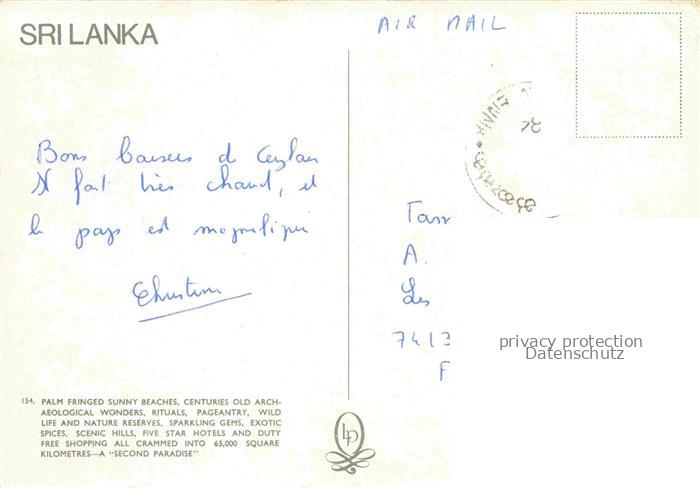 SRI LANKA
AIR MAIL
Bons baisers de Ceylan
Il fait très chaud, et
le pays est magnifique
Christine
Tann
A.
Les
7413
F
privacy protection
Datenschutz
154. PALM FRINGED SUNNY BEACHES, CENTURIES OLD ARCH-
AEOLOGICAL WONDERS, RITUALS, PAGEANTRY, WILD
LIFE AND NATURE RESERVES, SPARKLING GEMS, EXOTIC
SPICES, SCENIC HILLS, FIVE STAR HOTELS AND DUTY
FREE SHOPPING ALL CRAMMED INTO 65,000 SQUARE
KILOMETRES—A "SECOND PARADISE"